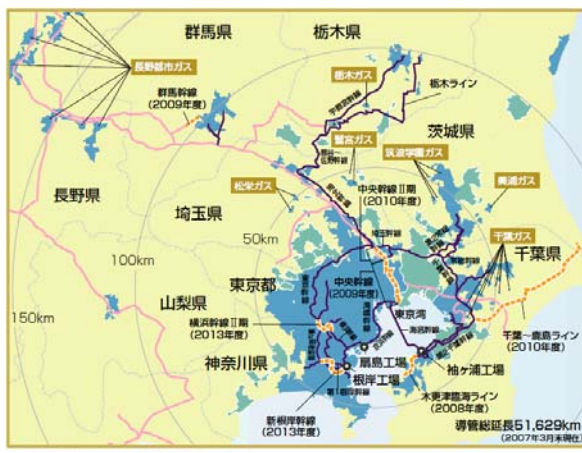 群馬県
栃木県
長野都市ガス
群馬幹線
(2009年度)
栃木ガス
栃木ライン
宇都宮幹線
茨城県
鷲宮ガス
筑波学園ガス
美浦ガス
長野県
松栄ガス
中央幹線Ⅱ期
(2010年度)
埼玉県
埼玉幹線
千葉ガス
千葉県
50km
100km
150km
東京都
中央幹線
(2009年度)
東京湾
海底幹線
山梨県
横浜幹線Ⅱ期
(2013年度)
千葉〜鹿島ライン
(2010年度)
神奈川県
扇島工場
袖ヶ浦工場
根岸工場
木更津臨海ライン
(2008年度)
新根岸幹線
(2013年度)
導管総延長51,629km
(2007年3月末現在)